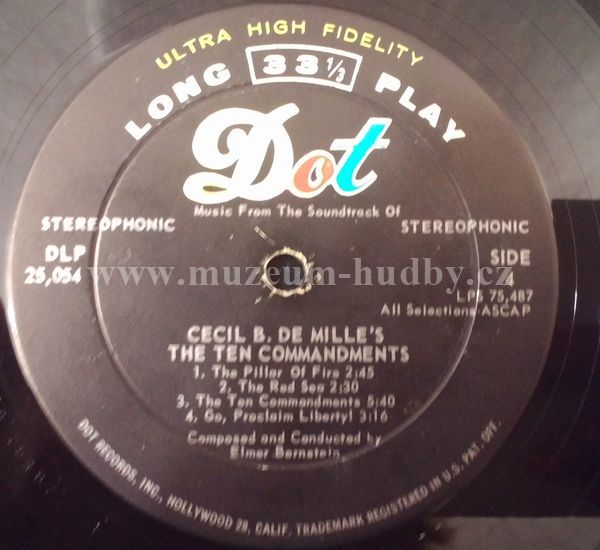 ULTRA HIGH FIDELITY
LONG 33 1/3 PLAY
Dot
Music From The Soundtrack Of
STEREOPHONIC STEREOPHONIC
DLP 25,054
SIDE 4
www.muzeum-hudby.cz
LPS 75,487
All Selections ASCAP
CECIL B. DE MILLE'S
THE TEN COMMANDMENTS
1. The Pillar Of Fire 2:45
2. The Red Sea 2:30
3. The Ten Commandments 5:40
4. Go, Proclaim Liberty! 3:16
Composed and Conducted by
Elmer Bernstein
DOT RECORDS, INC., HOLLYWOOD 28, CALIF. TRADEMARK REGISTERED IN U.S. PAT. OFF.